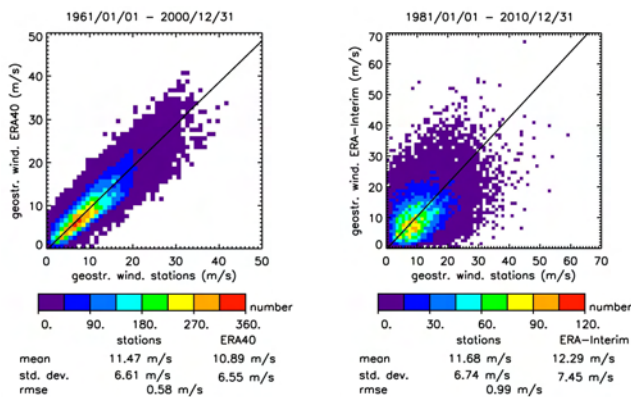 1961/01/01 - 2000/12/31
50
40
30
20
10
0
geostr. wind. ERA40 (m/s)
0 10 20 30 40 50
geostr. wind. stations (m/s)
number
0. 90. 180. 270. 360.
stations ERA40
mean 11.47 m/s 10.89 m/s
std. dev. 6.61 m/s 6.55 m/s
rmse 0.58 m/s
1981/01/01 - 2010/12/31
70
60
50
40
30
20
10
0
geostr. wind. ERA-Interim (m/s)
0 10 20 30 40 50 60 70
geostr. wind. stations (m/s)
number
0. 30. 60. 90. 120.
stations ERA-Interim
mean 11.68 m/s 12.29 m/s
std. dev. 6.74 m/s 7.45 m/s
rmse 0.99 m/s